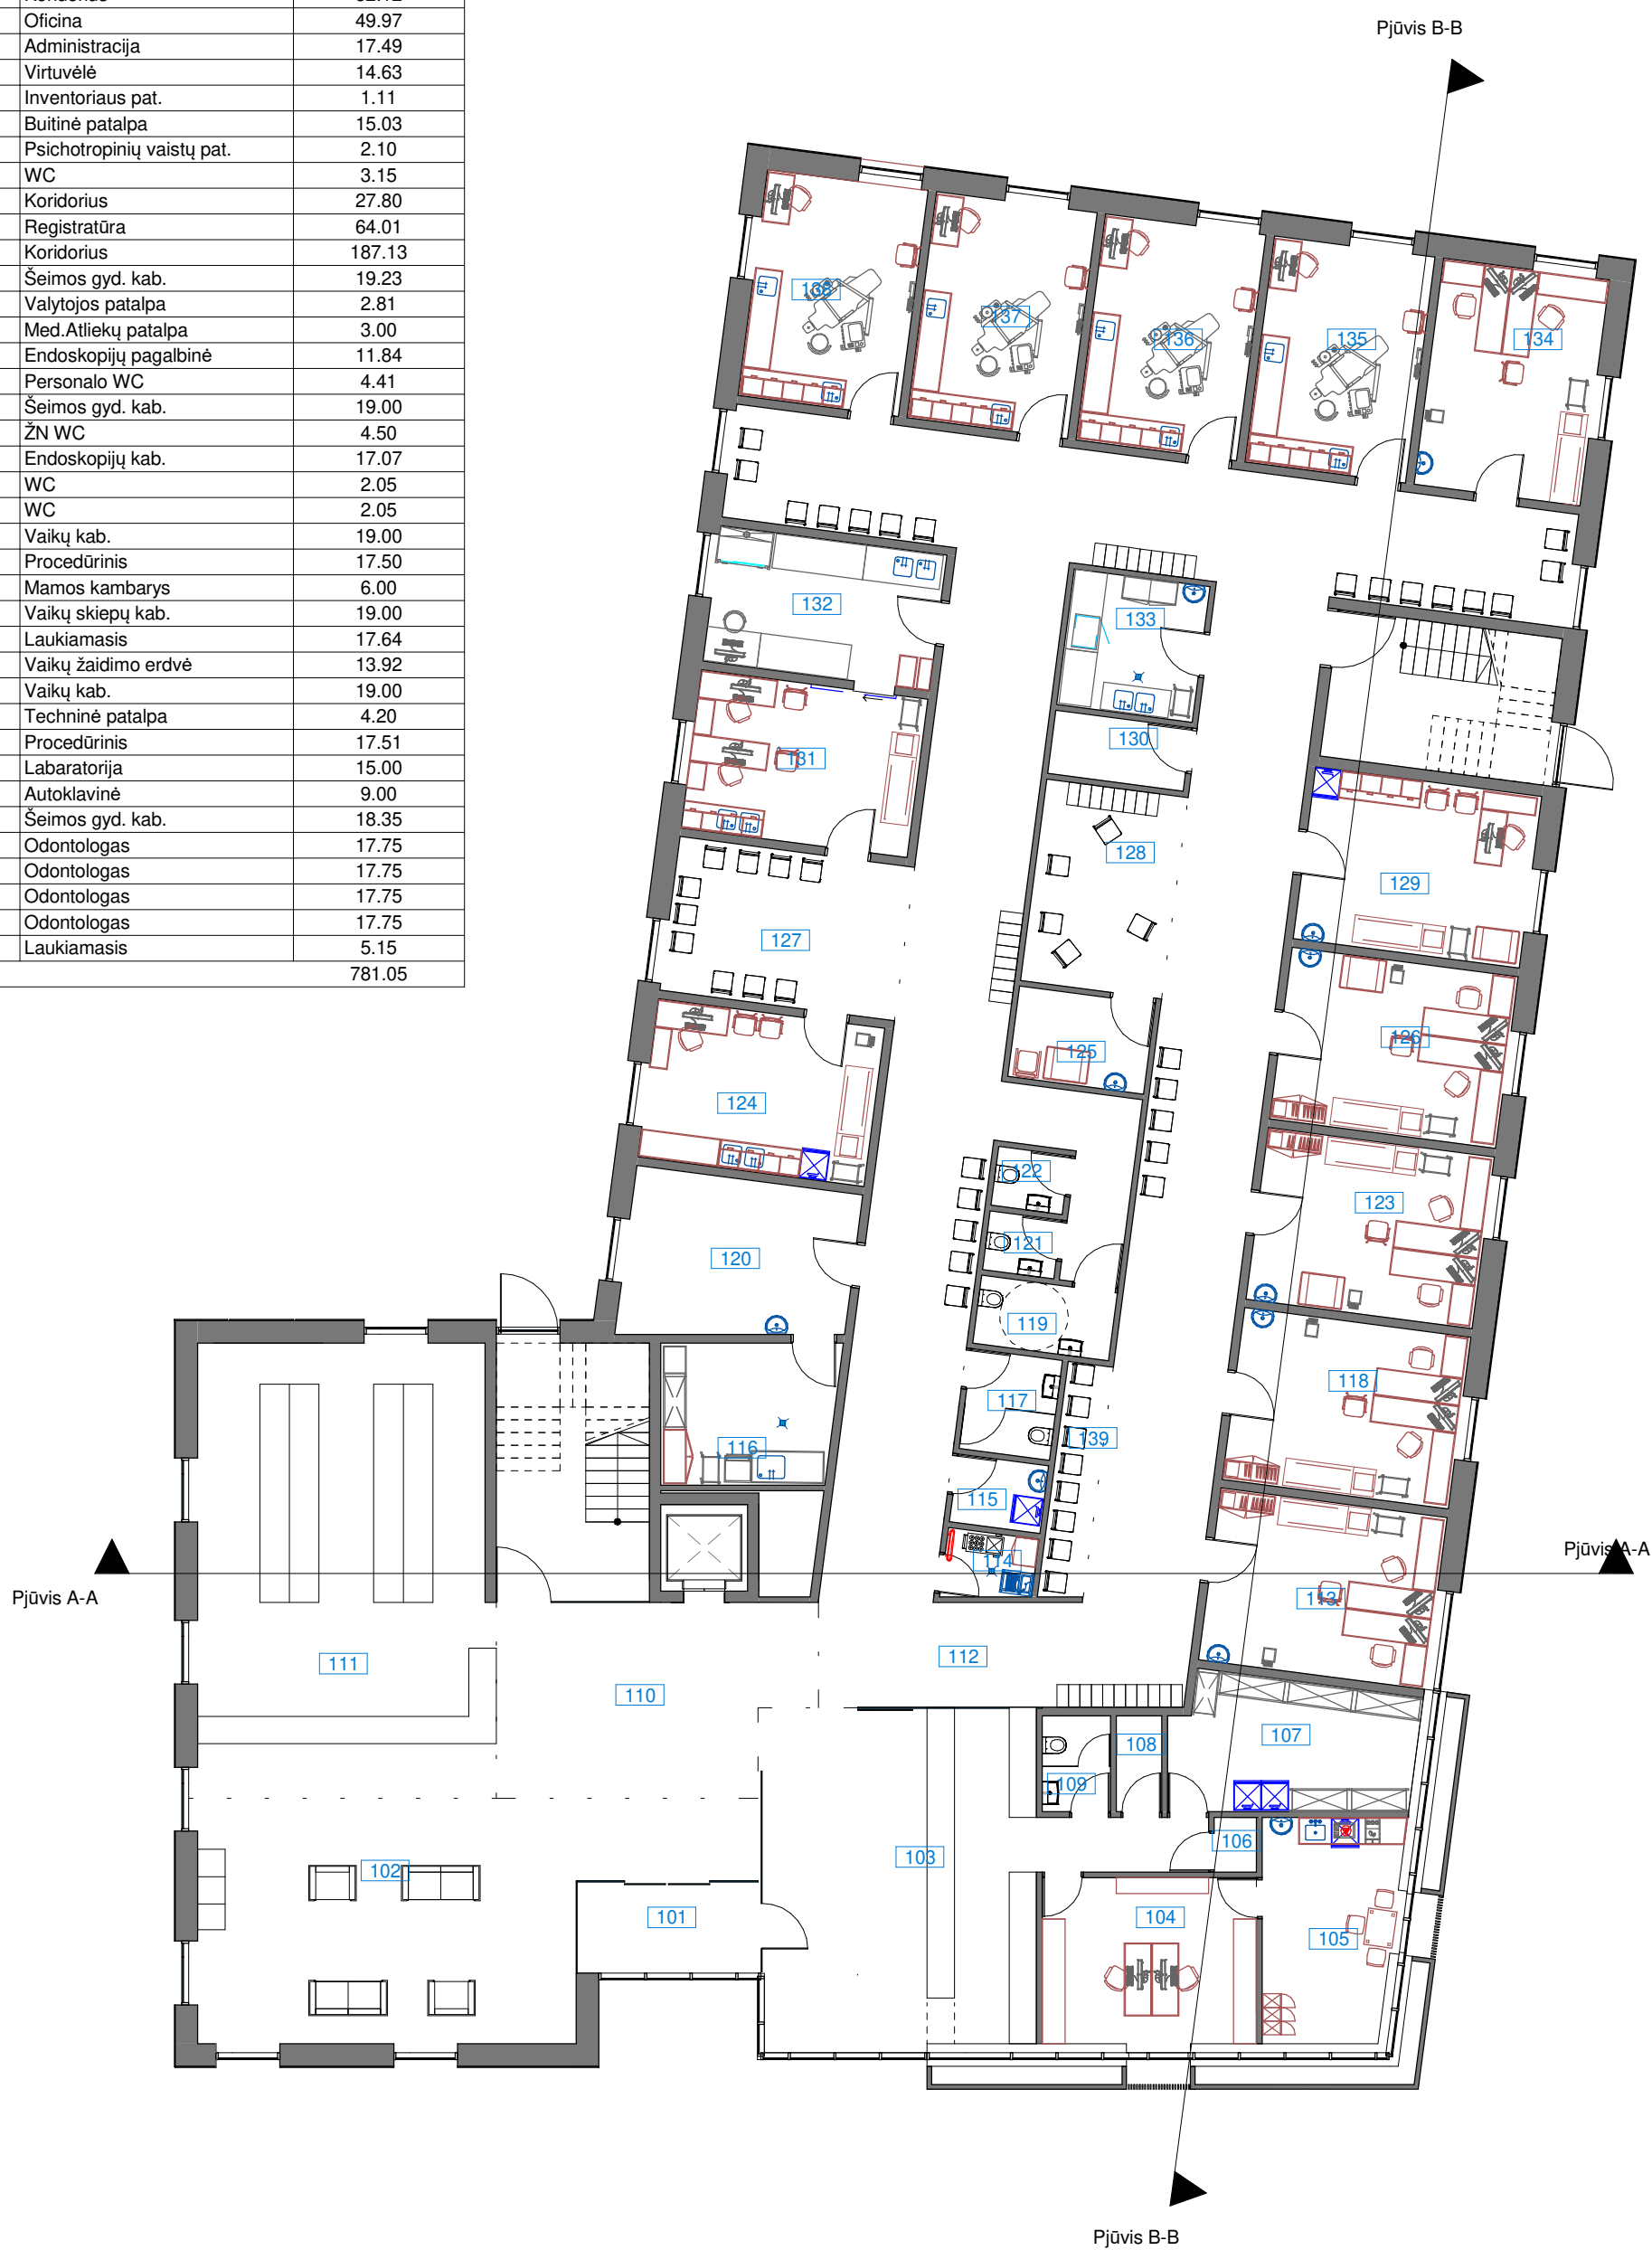 Oficina 49.97
Administracija 17.49
Virtuvėlė 14.63
Inventoriaus pat. 1.11
Buitinė patalpa 15.03
Psichotropinių vaistų pat. 2.10
WC 3.15
Koridorius 27.80
Registratūra 64.01
Koridorius 187.13
Šeimos gyd. kab. 19.23
Valytojos patalpa 2.81
Med.Atliekų patalpa 3.00
Endoskopijų pagalbinė 11.84
Personalo WC 4.41
Šeimos gyd. kab. 19.00
ŽN WC 4.50
Endoskopijų kab. 17.07
WC 2.05
WC 2.05
Vaikų kab. 19.00
Procedūrinis 17.50
Mamos kambarys 6.00
Vaikų skiepų kab. 19.00
Laukiamasis 17.64
Vaikų žaidimo erdvė 13.92
Vaikų kab. 19.00
Techninė patalpa 4.20
Procedūrinis 17.51
Labaratorija 15.00
Autoklavinė 9.00
Šeimos gyd. kab. 18.35
Odontologas 17.75
Odontologas 17.75
Odontologas 17.75
Odontologas 17.75
Laukiamasis 5.15
781.05
Pjūvis B-B
138
137
136
135
134
132
133
130
131
128
129
127
126
125
124
122
123
121
120
119
118
117
139
116
115
114
Pjūvis A-A
Pjūvis A-A
113
112
111
110
107
108
109
106
103
102
101
104
105
Pjūvis B-B